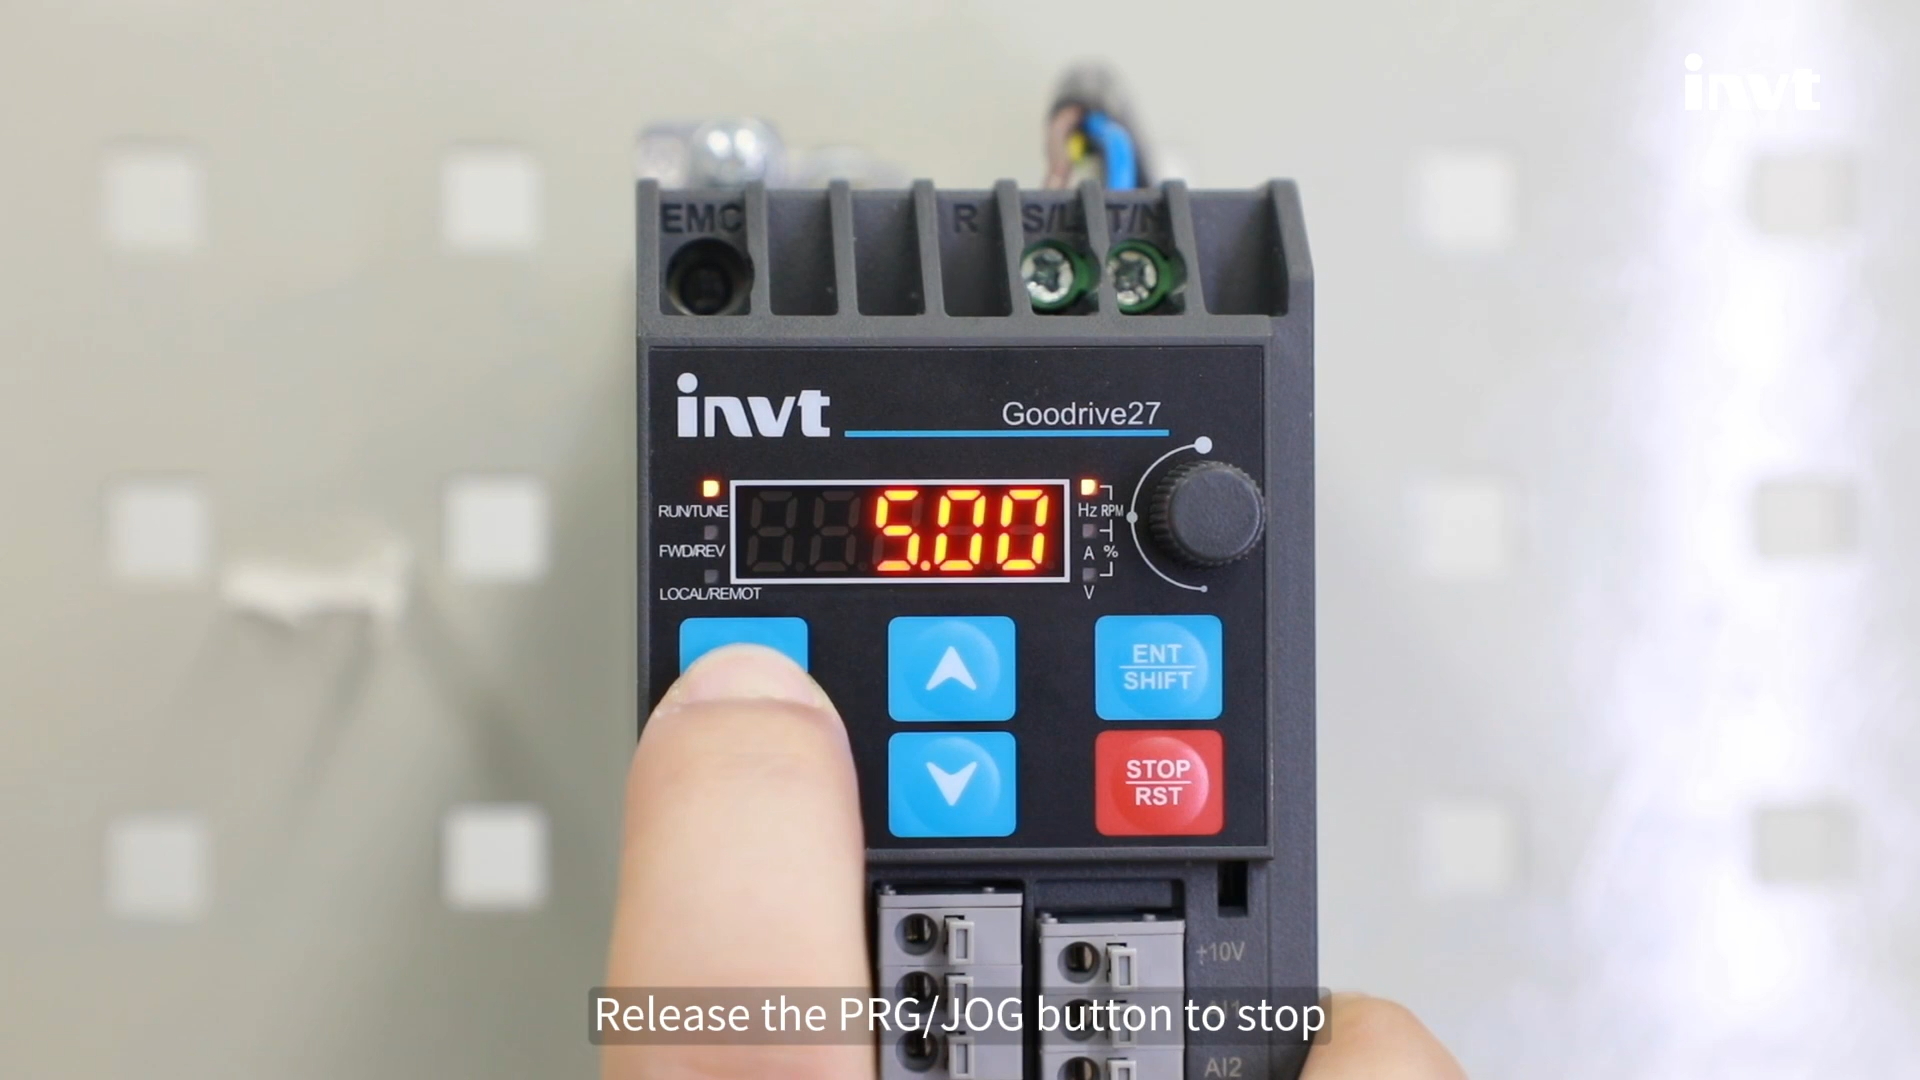 invt
EMC R S/L T/N
invt
Goodrive27
5.00
RUN/TUNE
Hz RPM
FWD/REV
A %
LOCAL/REMOT
V
ENT
SHIFT
STOP
RST
+10V
Release the PRG/JOG button to stop
AI1
AI2